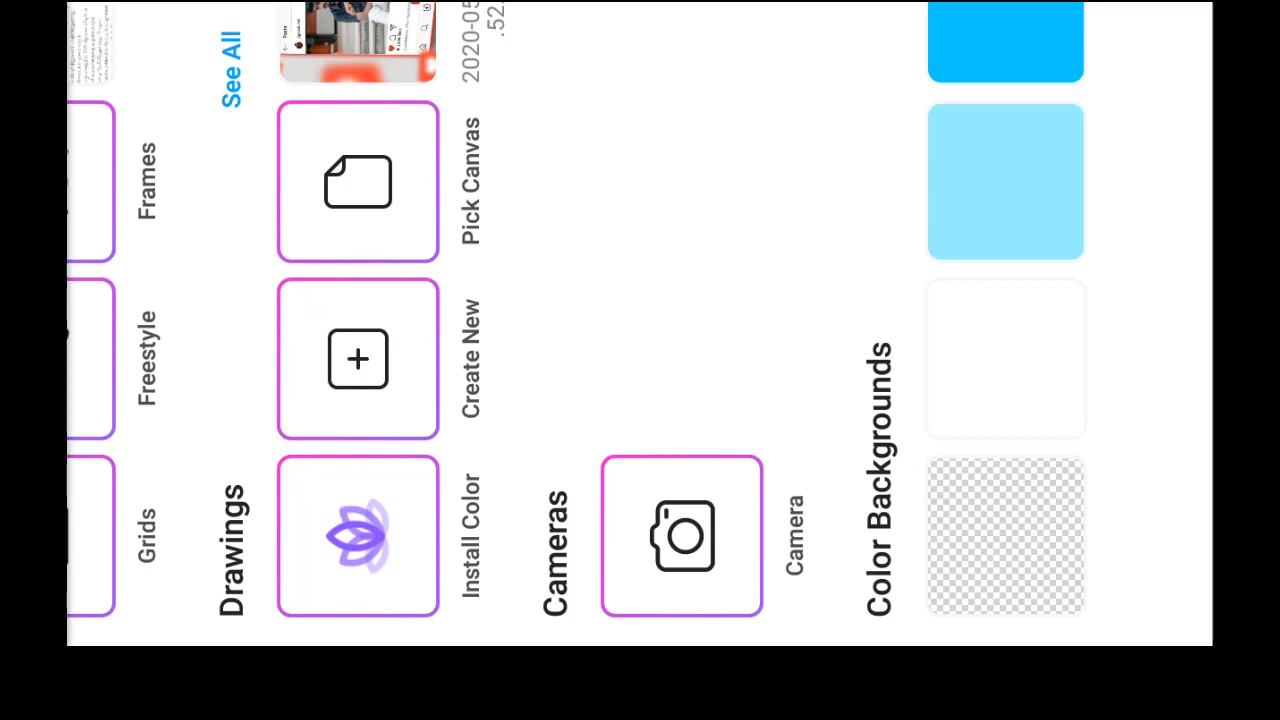 Grids
Freestyle
Frames
Drawings
See All
Install Color
Create New
Pick Canvas
2020-05
.52.
Cameras
Camera
Color Backgrounds